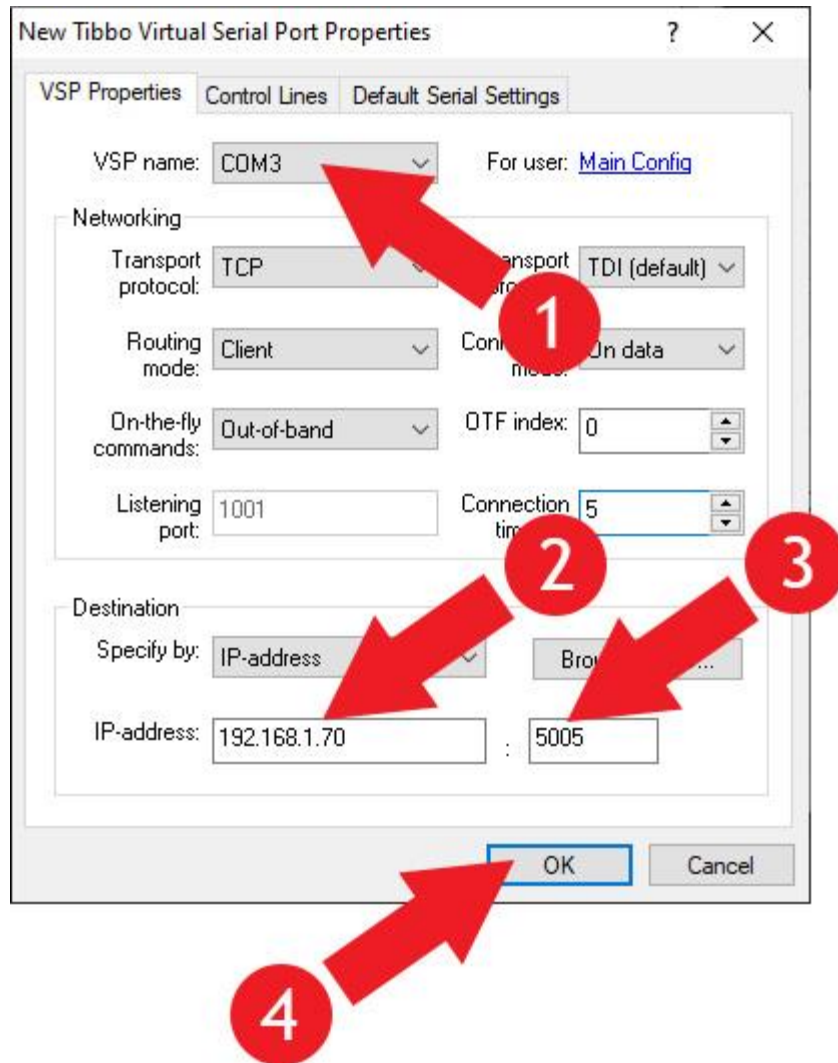 New Tibbo Virtual Serial Port Properties ? X
VSP Properties Control Lines Default Serial Settings
VSP name: COM3 For user: Main Config
Networking
Transport protocol: TCP
TDI (default)
Routing mode: Client
On data
On-the-fly commands: Out-of-band
OTF index: 0
Listening port: 1001
Connection 5
1
2
3
Destination
Specify by: IP-address
IP-address: 192.168.1.70 : 5005
OK Cancel
4